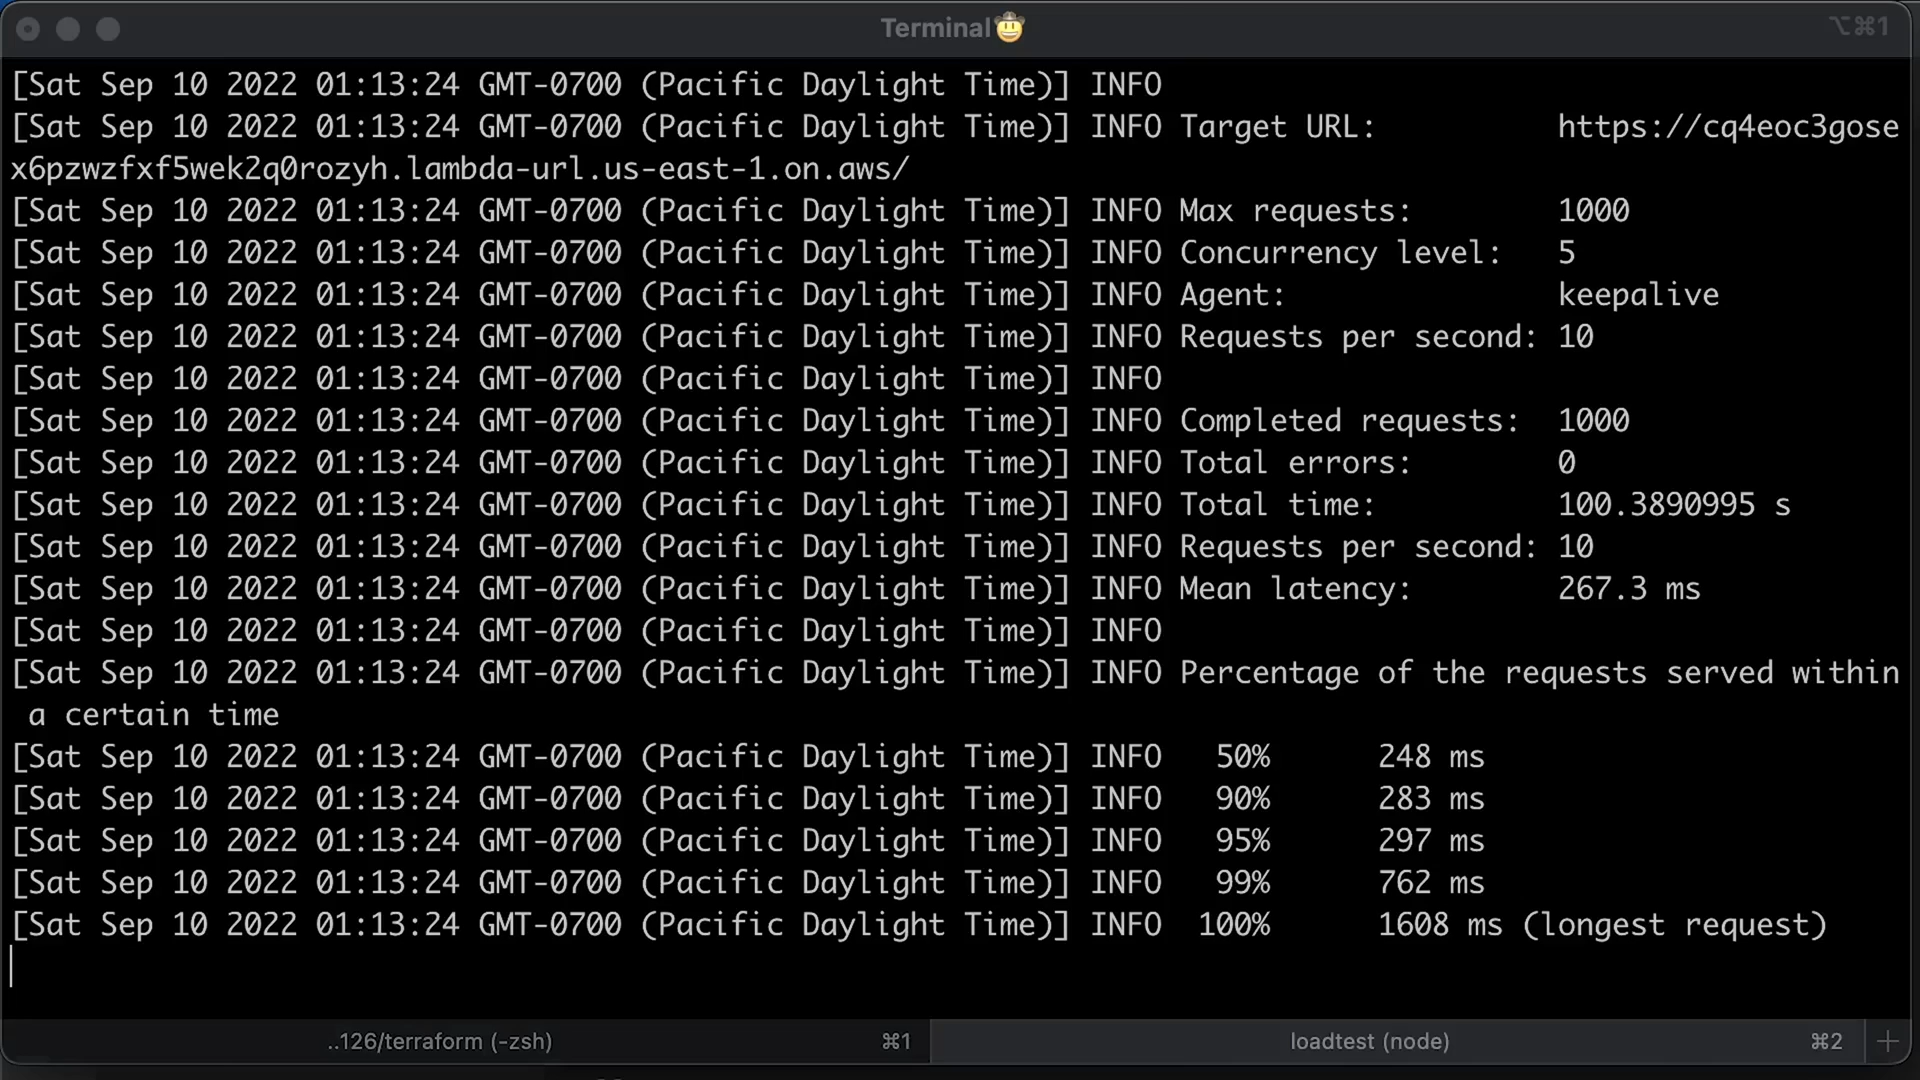 Terminal🤠
⌥⌘1
[Sat Sep 10 2022 01:13:24 GMT-0700 (Pacific Daylight Time)] INFO
[Sat Sep 10 2022 01:13:24 GMT-0700 (Pacific Daylight Time)] INFO Target URL:          https://cq4eoc3gose
x6pzwzfxf5wek2q0rozyh.lambda-url.us-east-1.on.aws/
[Sat Sep 10 2022 01:13:24 GMT-0700 (Pacific Daylight Time)] INFO Max requests:        1000
[Sat Sep 10 2022 01:13:24 GMT-0700 (Pacific Daylight Time)] INFO Concurrency level:   5
[Sat Sep 10 2022 01:13:24 GMT-0700 (Pacific Daylight Time)] INFO Agent:               keepalive
[Sat Sep 10 2022 01:13:24 GMT-0700 (Pacific Daylight Time)] INFO Requests per second: 10
[Sat Sep 10 2022 01:13:24 GMT-0700 (Pacific Daylight Time)] INFO
[Sat Sep 10 2022 01:13:24 GMT-0700 (Pacific Daylight Time)] INFO Completed requests:  1000
[Sat Sep 10 2022 01:13:24 GMT-0700 (Pacific Daylight Time)] INFO Total errors:        0
[Sat Sep 10 2022 01:13:24 GMT-0700 (Pacific Daylight Time)] INFO Total time:          100.3890995 s
[Sat Sep 10 2022 01:13:24 GMT-0700 (Pacific Daylight Time)] INFO Requests per second: 10
[Sat Sep 10 2022 01:13:24 GMT-0700 (Pacific Daylight Time)] INFO Mean latency:        267.3 ms
[Sat Sep 10 2022 01:13:24 GMT-0700 (Pacific Daylight Time)] INFO
[Sat Sep 10 2022 01:13:24 GMT-0700 (Pacific Daylight Time)] INFO Percentage of the requests served within
 a certain time
[Sat Sep 10 2022 01:13:24 GMT-0700 (Pacific Daylight Time)] INFO   50%      248 ms
[Sat Sep 10 2022 01:13:24 GMT-0700 (Pacific Daylight Time)] INFO   90%      283 ms
[Sat Sep 10 2022 01:13:24 GMT-0700 (Pacific Daylight Time)] INFO   95%      297 ms
[Sat Sep 10 2022 01:13:24 GMT-0700 (Pacific Daylight Time)] INFO   99%      762 ms
[Sat Sep 10 2022 01:13:24 GMT-0700 (Pacific Daylight Time)] INFO  100%      1608 ms (longest request)
..126/terraform (-zsh) ⌘1
loadtest (node) ⌘2 +